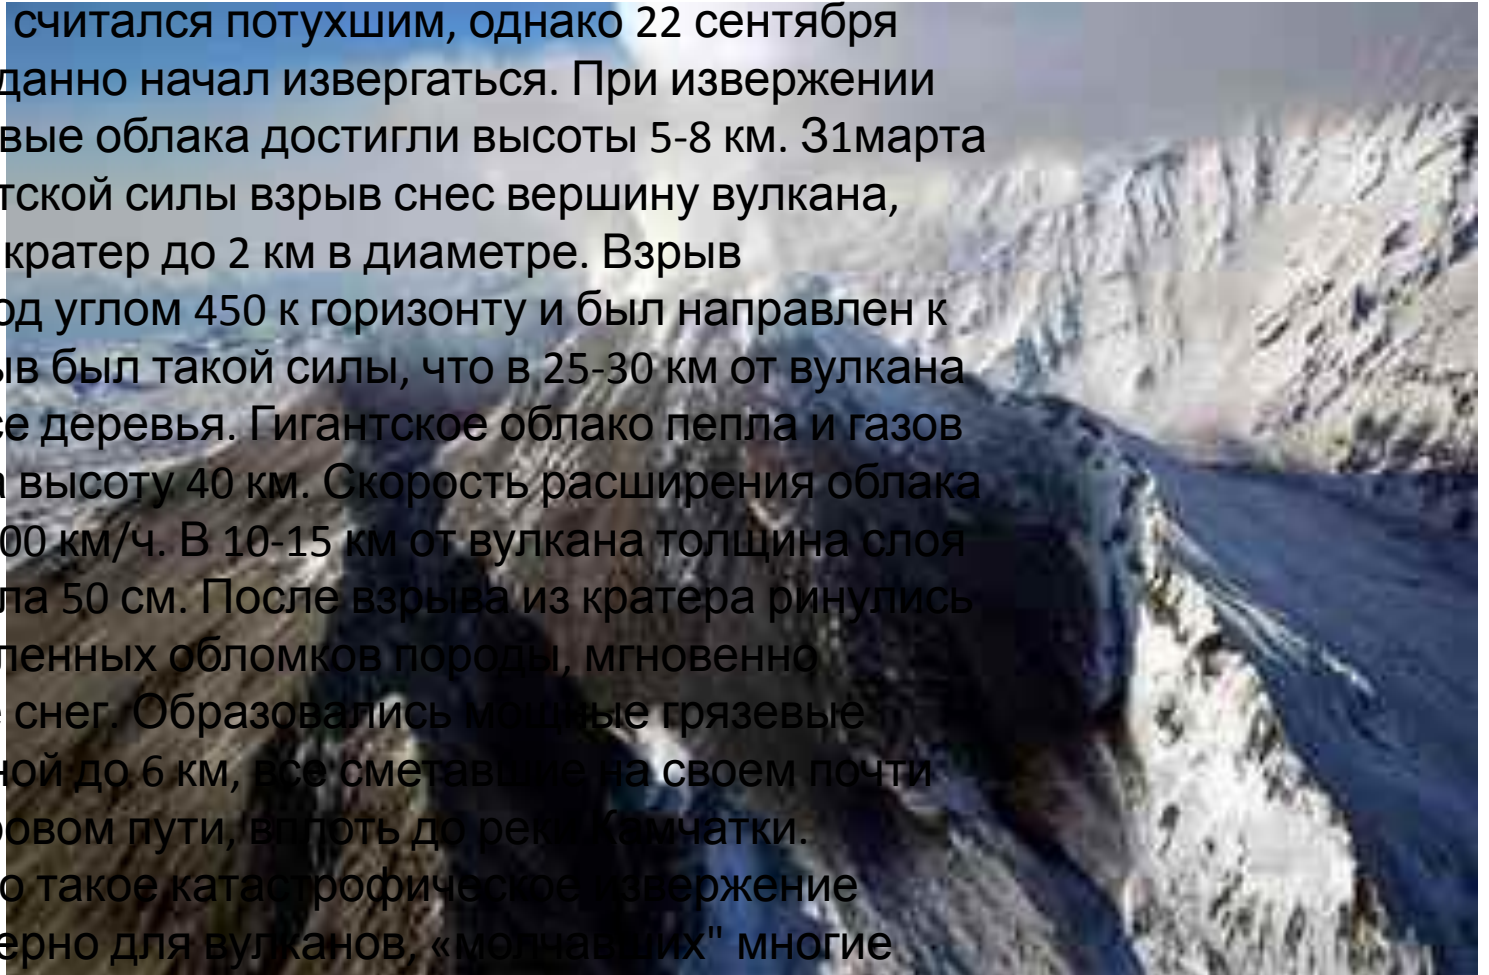 считался потухшим, однако 22 сентября
данно начал извергаться. При извержении
вые облака достигли высоты 5-8 км. 31марта
тской силы взрыв снес вершину вулкана,
кратер до 2 км в диаметре. Взрыв
од углом 450 к горизонту и был направлен к
ыв был такой силы, что в 25-30 км от вулкана
се деревья. Гигантское облако пепла и газов
а высоту 40 км. Скорость расширения облака
00 км/ч. В 10-15 км от вулкана толщина слоя
ла 50 см. После взрыва из кратера ринулись
ленных обломков породы, мгновенно
е снег. Образовались мощные грязевые
ной до 6 км, все сметавшие на своем почти
ровом пути, вплоть до реки Камчатки.
о такое катастрофическое извержение
ерно для вулканов, «молчавших" многие